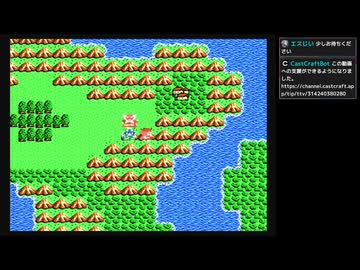 エスじい 少しお待ちくだ
さい
CastCraftBot この動画
への支援ができるようになりま
した。
https://channel.castcraft.ap
p/tip/ttv/314240380280